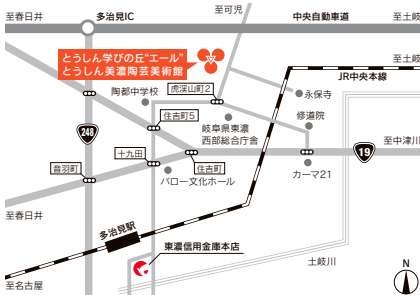 至春日井
多治見IC
至可児
中央自動車道
至土岐
とうしん学びの丘"エール"
とうしん美濃陶芸美術館
至土岐
JR中央本線
陶都中学校
虎渓山町2
永保寺
住吉町5
修道院
岐阜県東濃
西部総合庁舎
248
19
至中津川
十九田
音羽町
住吉町
バロー文化ホール
カーマ21
至春日井
多治見駅
東濃信用金庫本店
土岐川
至名古屋
N